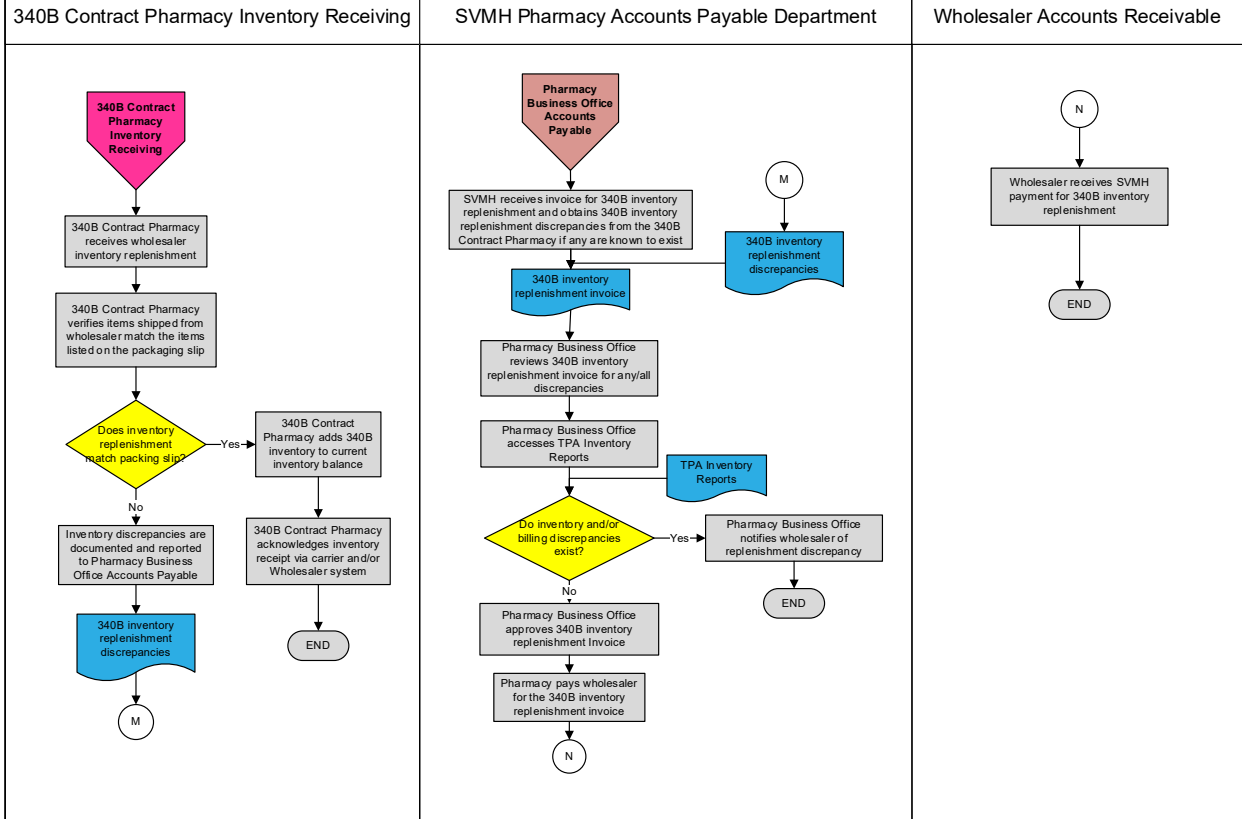 340B Contract Pharmacy Inventory Receiving
SVMH Pharmacy Accounts Payable Department
Wholesaler Accounts Receivable
340B Contract
Pharmacy
Inventory
Receiving
340B Contract Pharmacy
receives wholesaler
inventory replenishment
340B Contract Pharmacy
verifies items shipped from
wholesaler match the items
listed on the packaging slip
Does inventory
replenishment
match packing slip?
Yes
340B Contract
Pharmacy adds 340B
inventory to current
inventory balance
340B Contract Pharmacy
acknowledges inventory
receipt via carrier and/or
Wholesaler system
END
No
Inventory discrepancies are
documented and reported
to Pharmacy Business
Office Accounts Payable
340B inventory
replenishment
discrepancies
M
Pharmacy
Business Office
Accounts
Payable
SVMH receives invoice for 340B inventory
replenishment and obtains 340B inventory
replenishment discrepancies from the 340B
Contract Pharmacy if any are known to exist
M
340B inventory
replenishment
discrepancies
340B inventory
replenishment invoice
Pharmacy Business Office
reviews 340B inventory
replenishment invoice for any/all
discrepancies
Pharmacy Business Office
accesses TPA Inventory
Reports
TPA Inventory
Reports
Do inventory and/or
billing discrepancies
exist?
Yes
Pharmacy Business Office
notifies wholesaler of
replenishment discrepancy
END
No
Pharmacy Business Office
approves 340B inventory
replenishment Invoice
Pharmacy pays wholesaler
for the 340B inventory
replenishment invoice
N
N
Wholesaler receives SVMH
payment for 340B inventory
replenishment
END